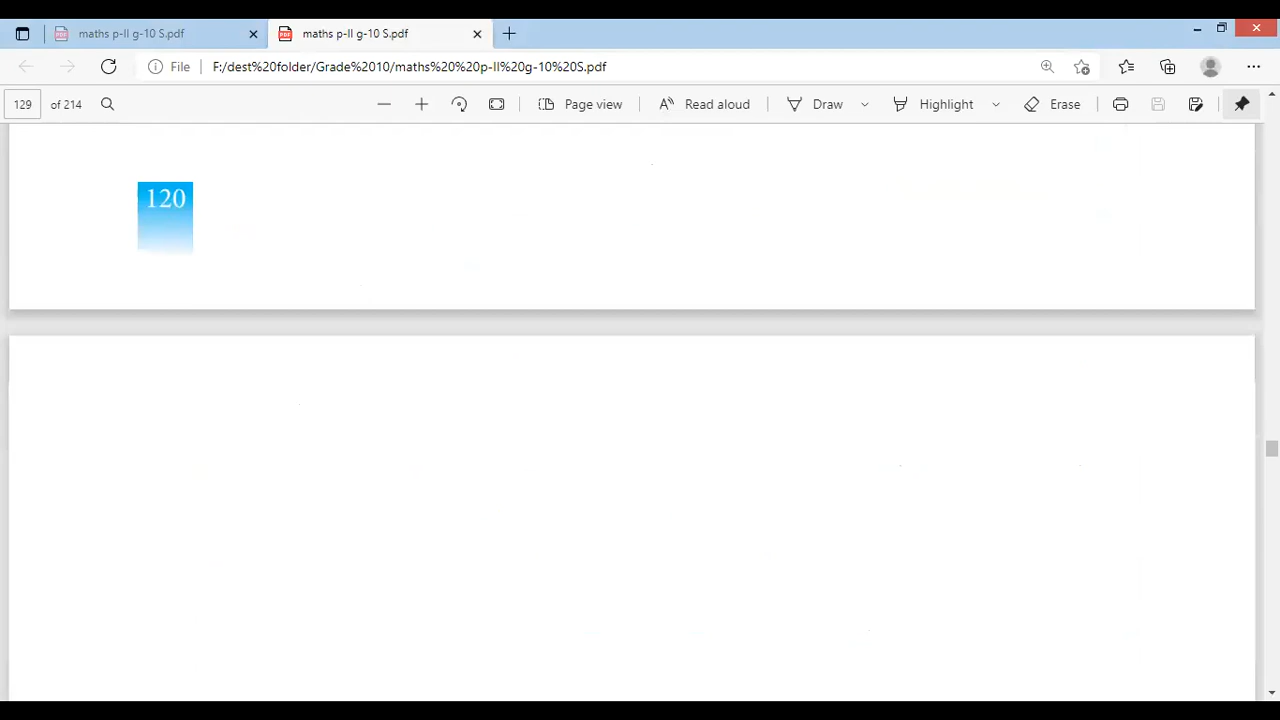 maths p-II g-10 S.pdf
maths p-II g-10 S.pdf
File
F:/dest%20folder/Grade%2010/maths%20%20p-II%20g-10%20S.pdf
129 of 214
Page view
Read aloud
Draw
Highlight
Erase
120